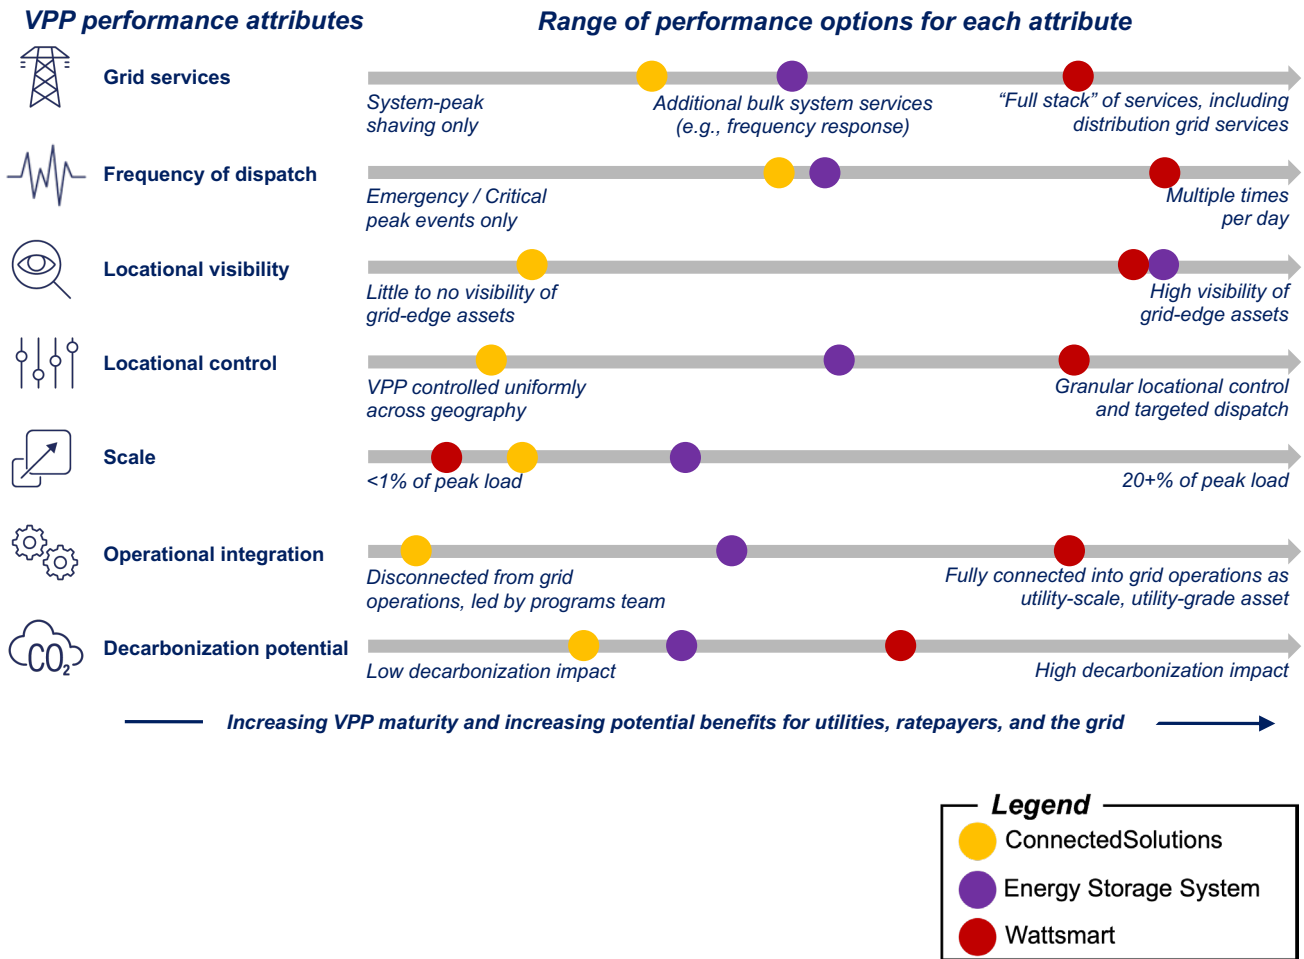 VPP performance attributes
Range of performance options for each attribute
Grid services
System-peak
shaving only
Additional bulk system services
(e.g., frequency response)
“Full stack” of services, including
distribution grid services
Frequency of dispatch
Emergency / Critical
peak events only
Multiple times
per day
Locational visibility
Little to no visibility of
grid-edge assets
High visibility of
grid-edge assets
Locational control
VPP controlled uniformly
across geography
Granular locational control
and targeted dispatch
Scale
<1% of peak load
20+% of peak load
Operational integration
Disconnected from grid
operations, led by programs team
Fully connected into grid operations as
utility-scale, utility-grade asset
CO₂
Decarbonization potential
Low decarbonization impact
High decarbonization impact
Increasing VPP maturity and increasing potential benefits for utilities, ratepayers, and the grid
Legend
ConnectedSolutions
Energy Storage System
Wattsmart